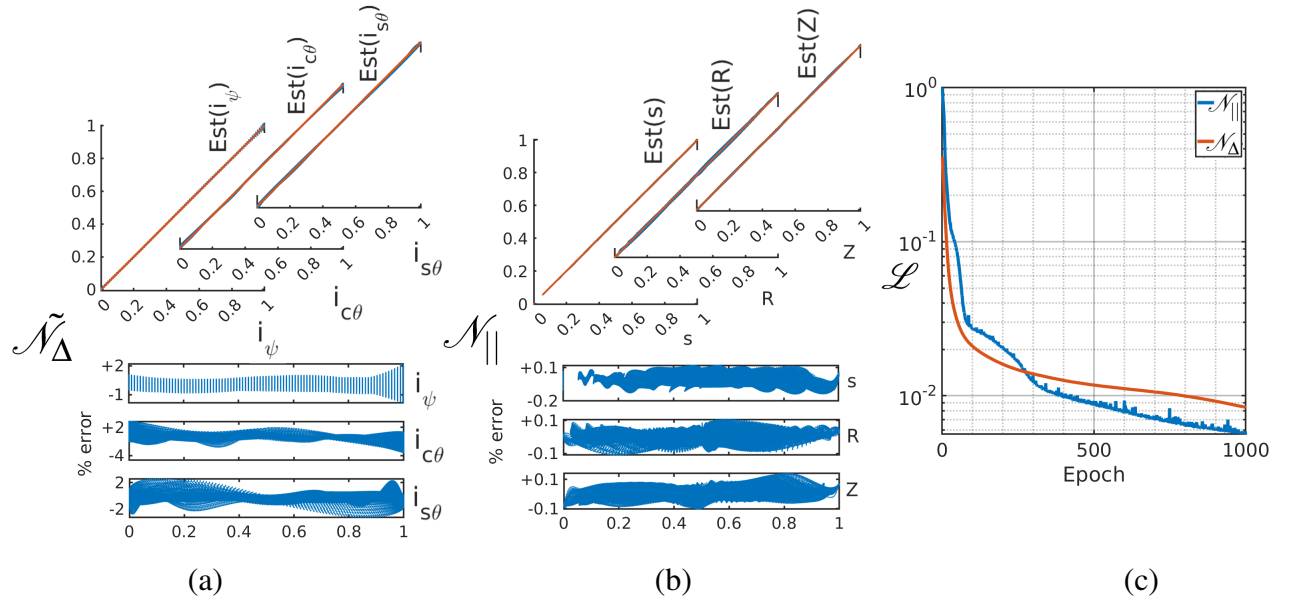 Est(i_ψ)
Est(i_cθ)
Est(i_sθ)
1
0.8
0.6
0.4
0.2
0
0 0.2 0.4 0.6 0.8 1
i_ψ
0 0.2 0.4 0.6 0.8 1
i_cθ
0 0.2 0.4 0.6 0.8 1
i_sθ
𝒩̃_Δ
% error
+2
-1
i_ψ
+2
-4
i_cθ
2
-2
i_sθ
0 0.2 0.4 0.6 0.8 1
(a)
Est(s)
Est(R)
Est(Z)
1
0.8
0.6
0.4
0.2
0
0 0.2 0.4 0.6 0.8 1
s
0 0.2 0.4 0.6 0.8 1
R
0 0.2 0.4 0.6 0.8 1
Z
𝒩_||
% error
+0.1
-0.2
s
+0.1
-0.1
R
+0.1
-0.1
Z
0 0.2 0.4 0.6 0.8 1
(b)
10^0
10^-1
10^-2
ℒ
𝒩_||
𝒩_Δ
0 500 1000
Epoch
(c)